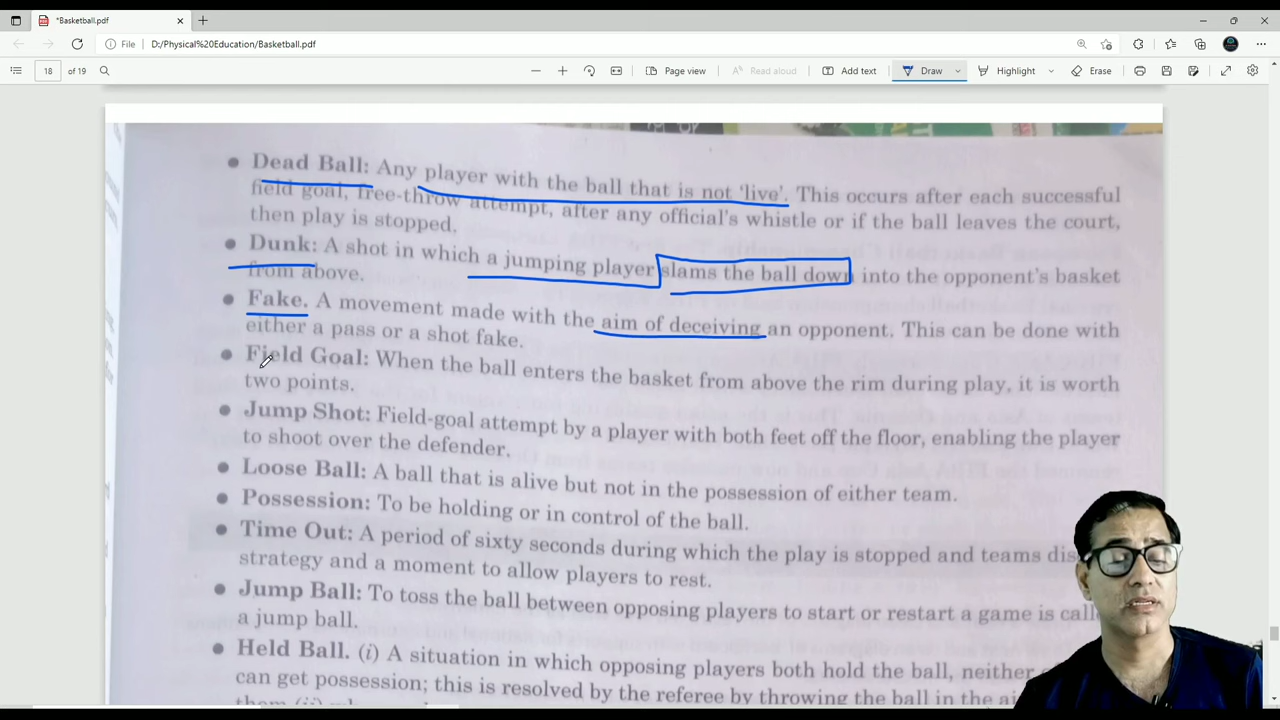 *Basketball.pdf
File D:/Physical%20Education/Basketball.pdf
18 of 19 Page view Read aloud Add text Draw Highlight Erase
Dead Ball: Any player with the ball that is not 'live'. This occurs after each successful
field goal, free-throw attempt, after any official's whistle or if the ball leaves the court,
then play is stopped.
Dunk: A shot in which a jumping player slams the ball down into the opponent's basket
from above.
Fake. A movement made with the aim of deceiving an opponent. This can be done with
either a pass or a shot fake.
Field Goal: When the ball enters the basket from above the rim during play, it is worth
two points.
Jump Shot: Field-goal attempt by a player with both feet off the floor, enabling the player
to shoot over the defender.
Loose Ball: A ball that is alive but not in the possession of either team.
Possession: To be holding or in control of the ball.
Time Out: A period of sixty seconds during which the play is stopped and teams dis
strategy and a moment to allow players to rest.
Jump Ball: To toss the ball between opposing players to start or restart a game is call
a jump ball.
Held Ball. (i) A situation in which opposing players both hold the ball, neither
can get possession; this is resolved by the referee by throwing the ball in the ai